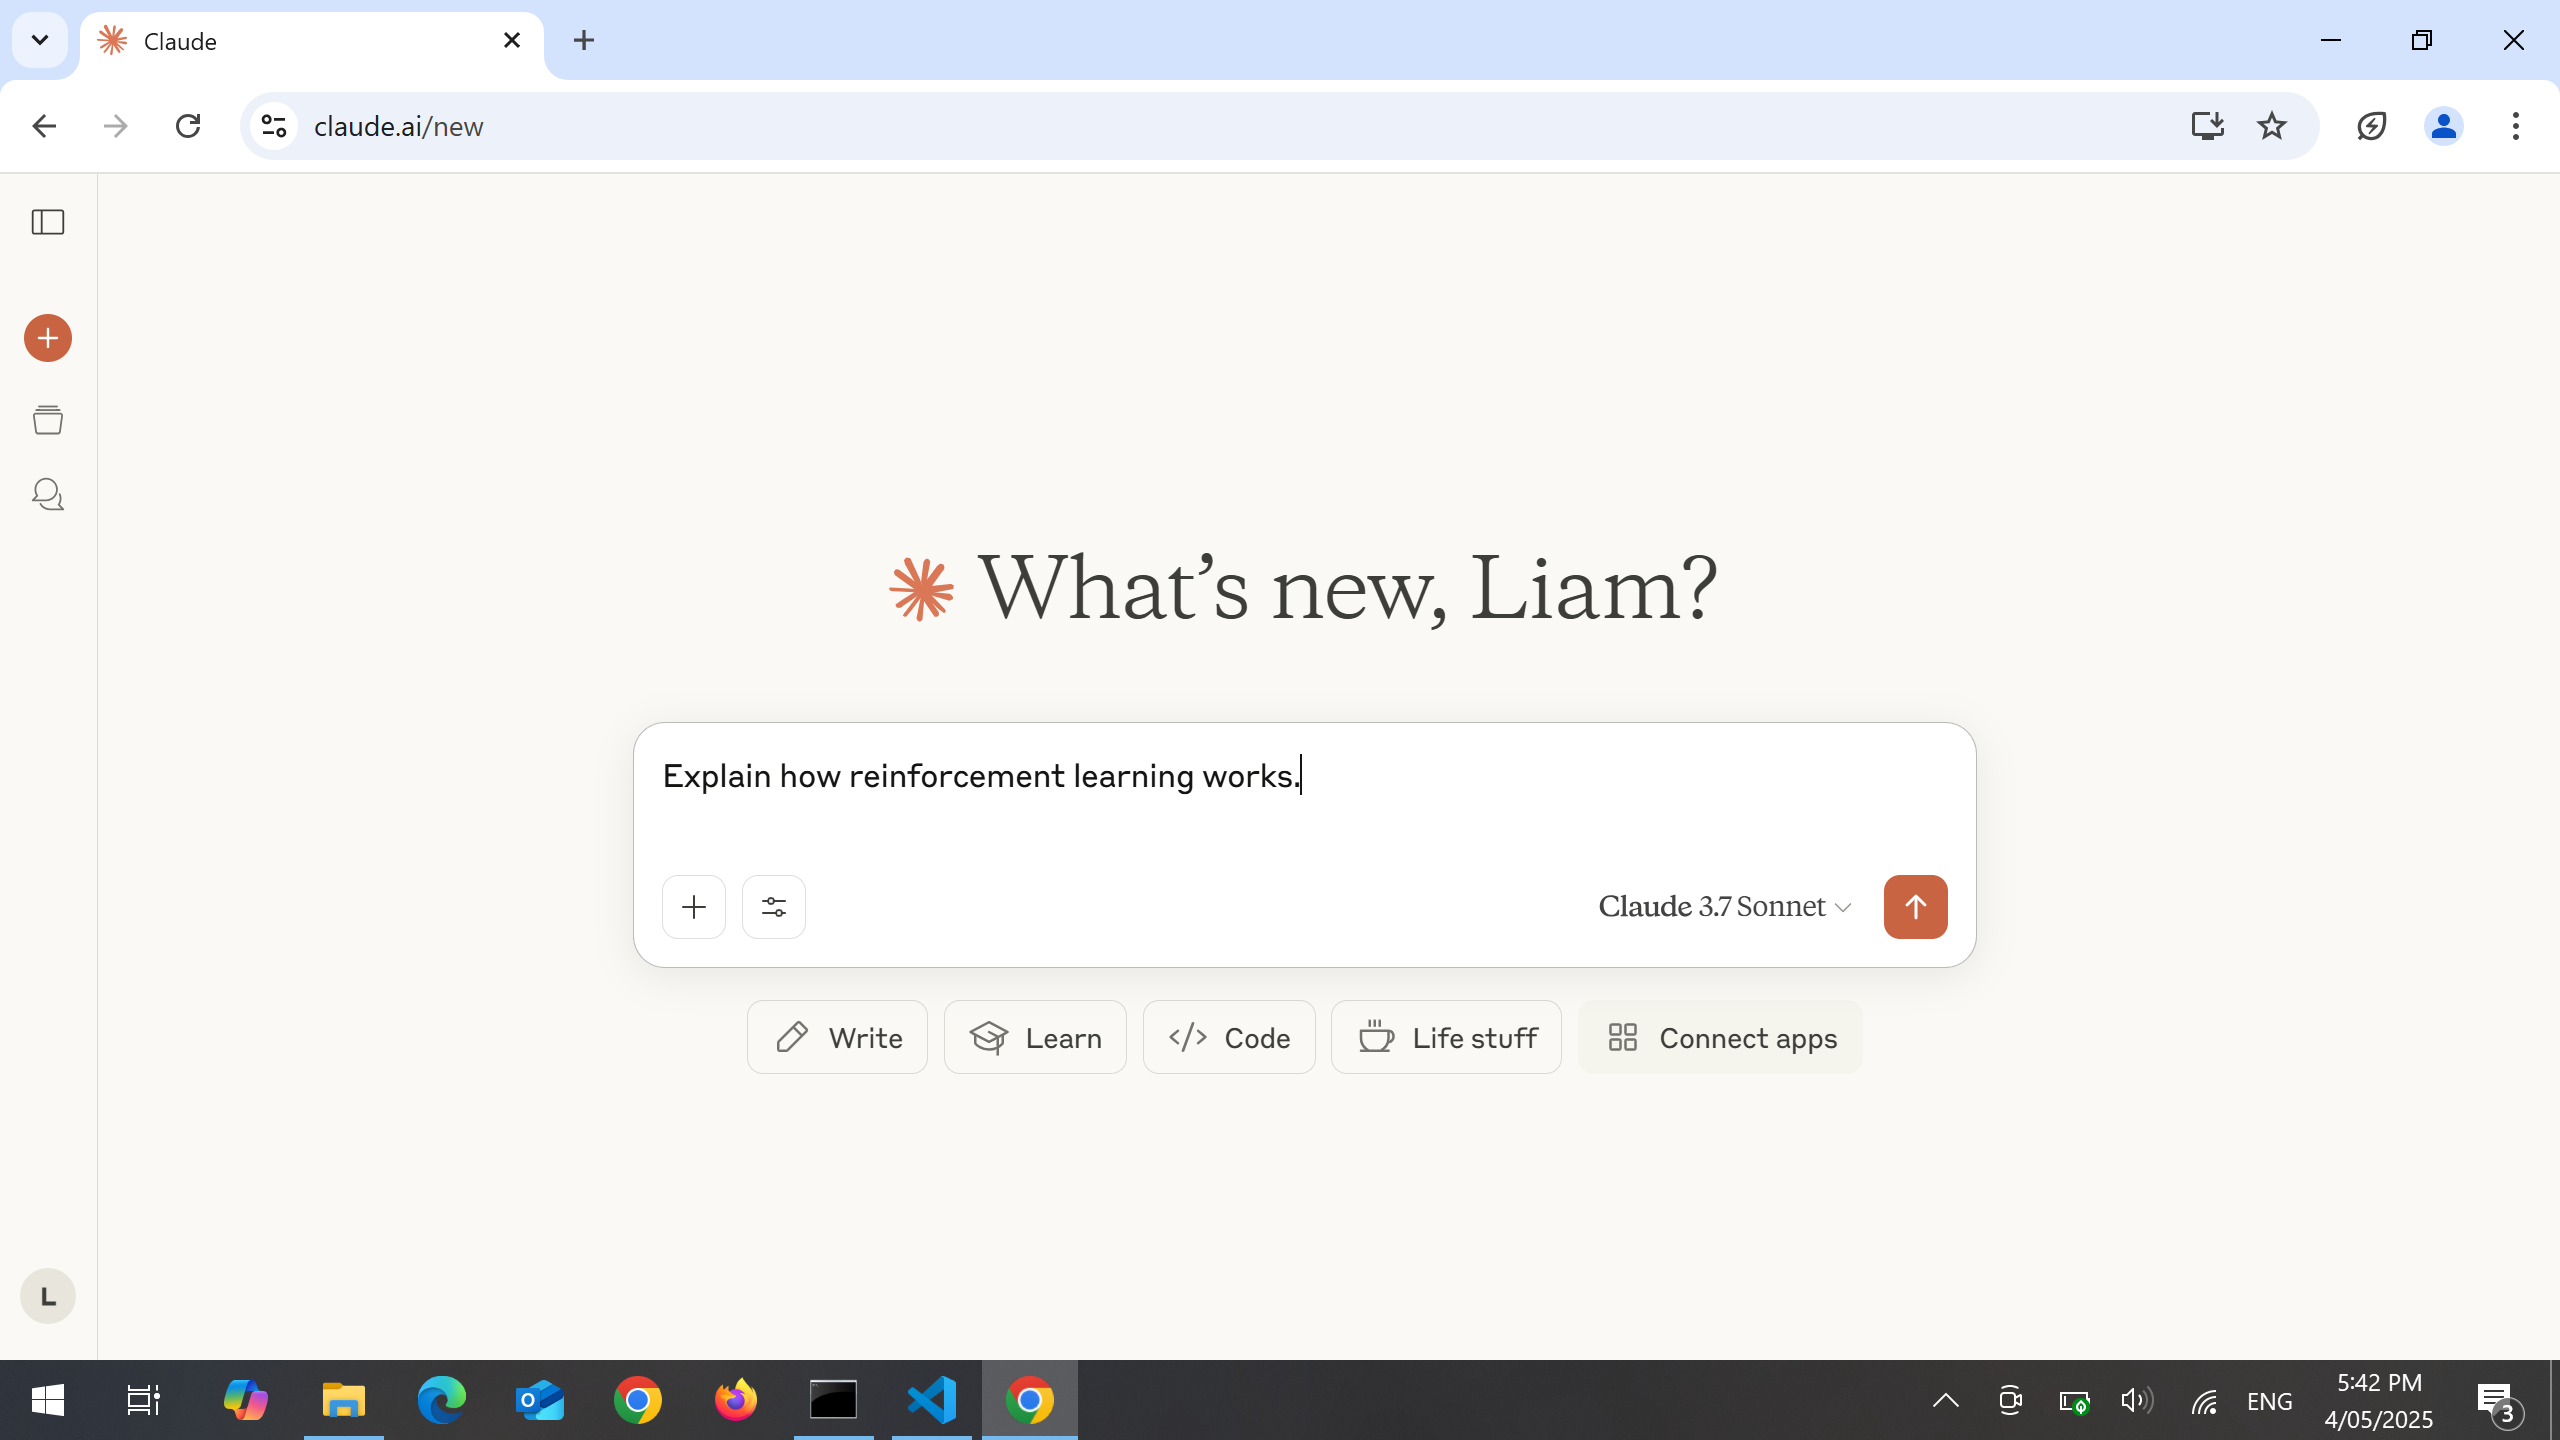 Claude
claude.ai/new
What’s new, Liam?
Explain how reinforcement learning works.
Claude 3.7 Sonnet
Write
Learn
Code
Life stuff
Connect apps
L
ENG
5:42 PM
4/05/2025
3